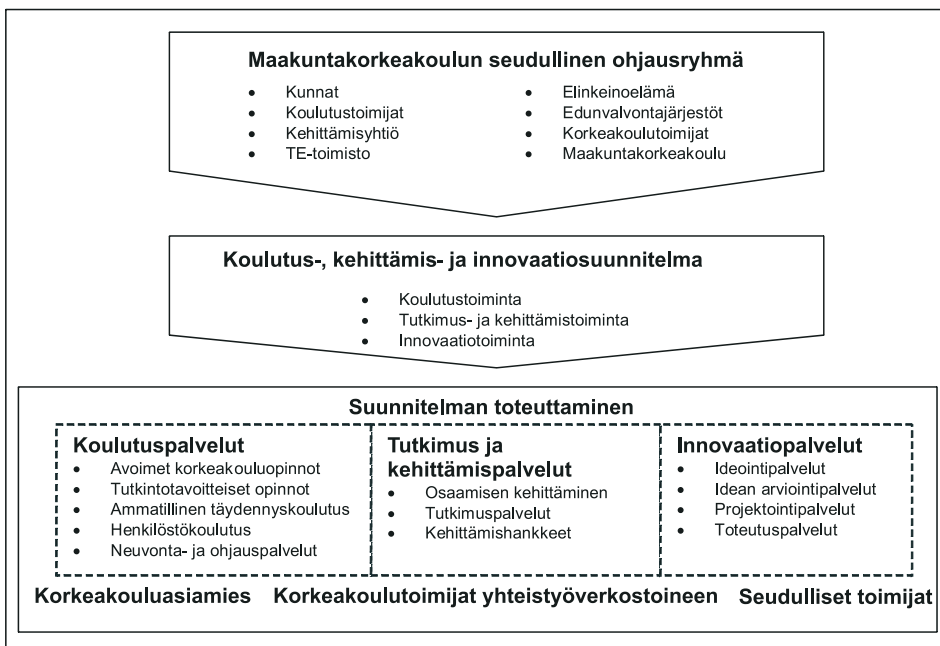 Maakuntakorkeakoulun seudullinen ohjausryhmä
• Kunnat
• Koulutustoimijat
• Kehittämisyhtiö
• TE-toimisto
• Elinkeinoelämä
• Edunvalvontajärjestöt
• Korkeakoulutoimijat
• Maakuntakorkeakoulu
Koulutus-, kehittämis- ja innovaatiosuunnitelma
• Koulutustoiminta
• Tutkimus- ja kehittämistoiminta
• Innovaatiotoiminta
Suunnitelman toteuttaminen
Koulutuspalvelut
• Avoimet korkeakouluopinnot
• Tutkintotavoitteiset opinnot
• Ammatillinen täydennyskoulutus
• Henkilöstökoulutus
• Neuvonta- ja ohjauspalvelut
Tutkimus ja
kehittämispalvelut
• Osaamisen kehittäminen
• Tutkimuspalvelut
• Kehittämishankkeet
Innovaatiopalvelut
• Ideointipalvelut
• Idean arviointipalvelut
• Projektointipalvelut
• Toteutuspalvelut
Korkeakouluasiamies Korkeakoulutoimijat yhteistyöverkostoineen Seudulliset toimijat